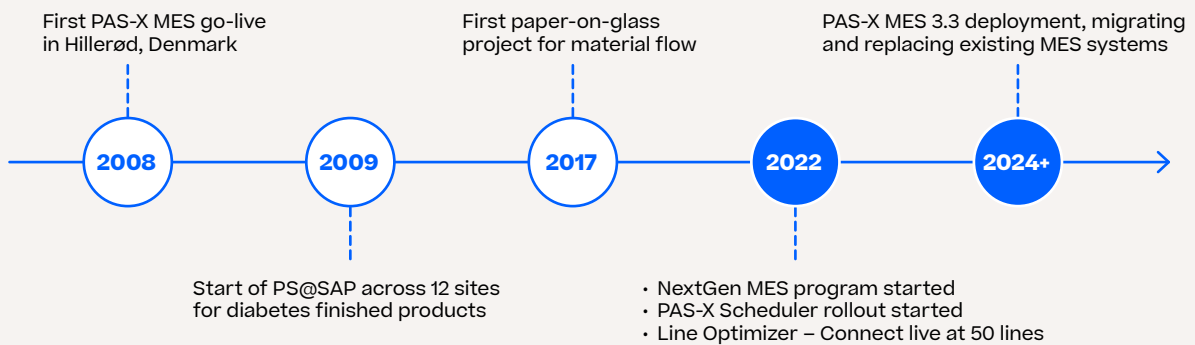 First PAS-X MES go-live
in Hillerød, Denmark
First paper-on-glass
project for material flow
PAS-X MES 3.3 deployment, migrating
and replacing existing MES systems
2008
2009
2017
2022
2024+
Start of PS@SAP across 12 sites
for diabetes finished products
• NextGen MES program started
• PAS-X Scheduler rollout started
• Line Optimizer – Connect live at 50 lines